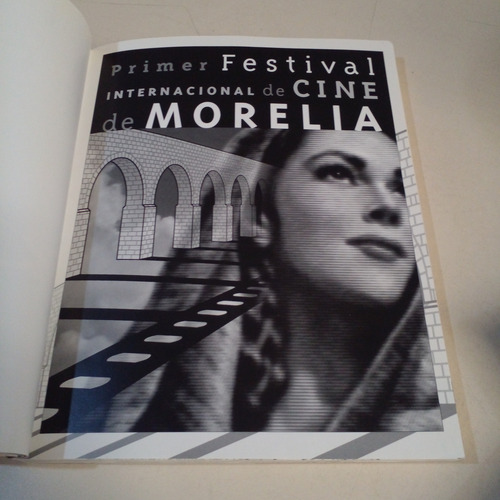 Primer Festival
INTERNACIONAL de CINE
de MORELIA